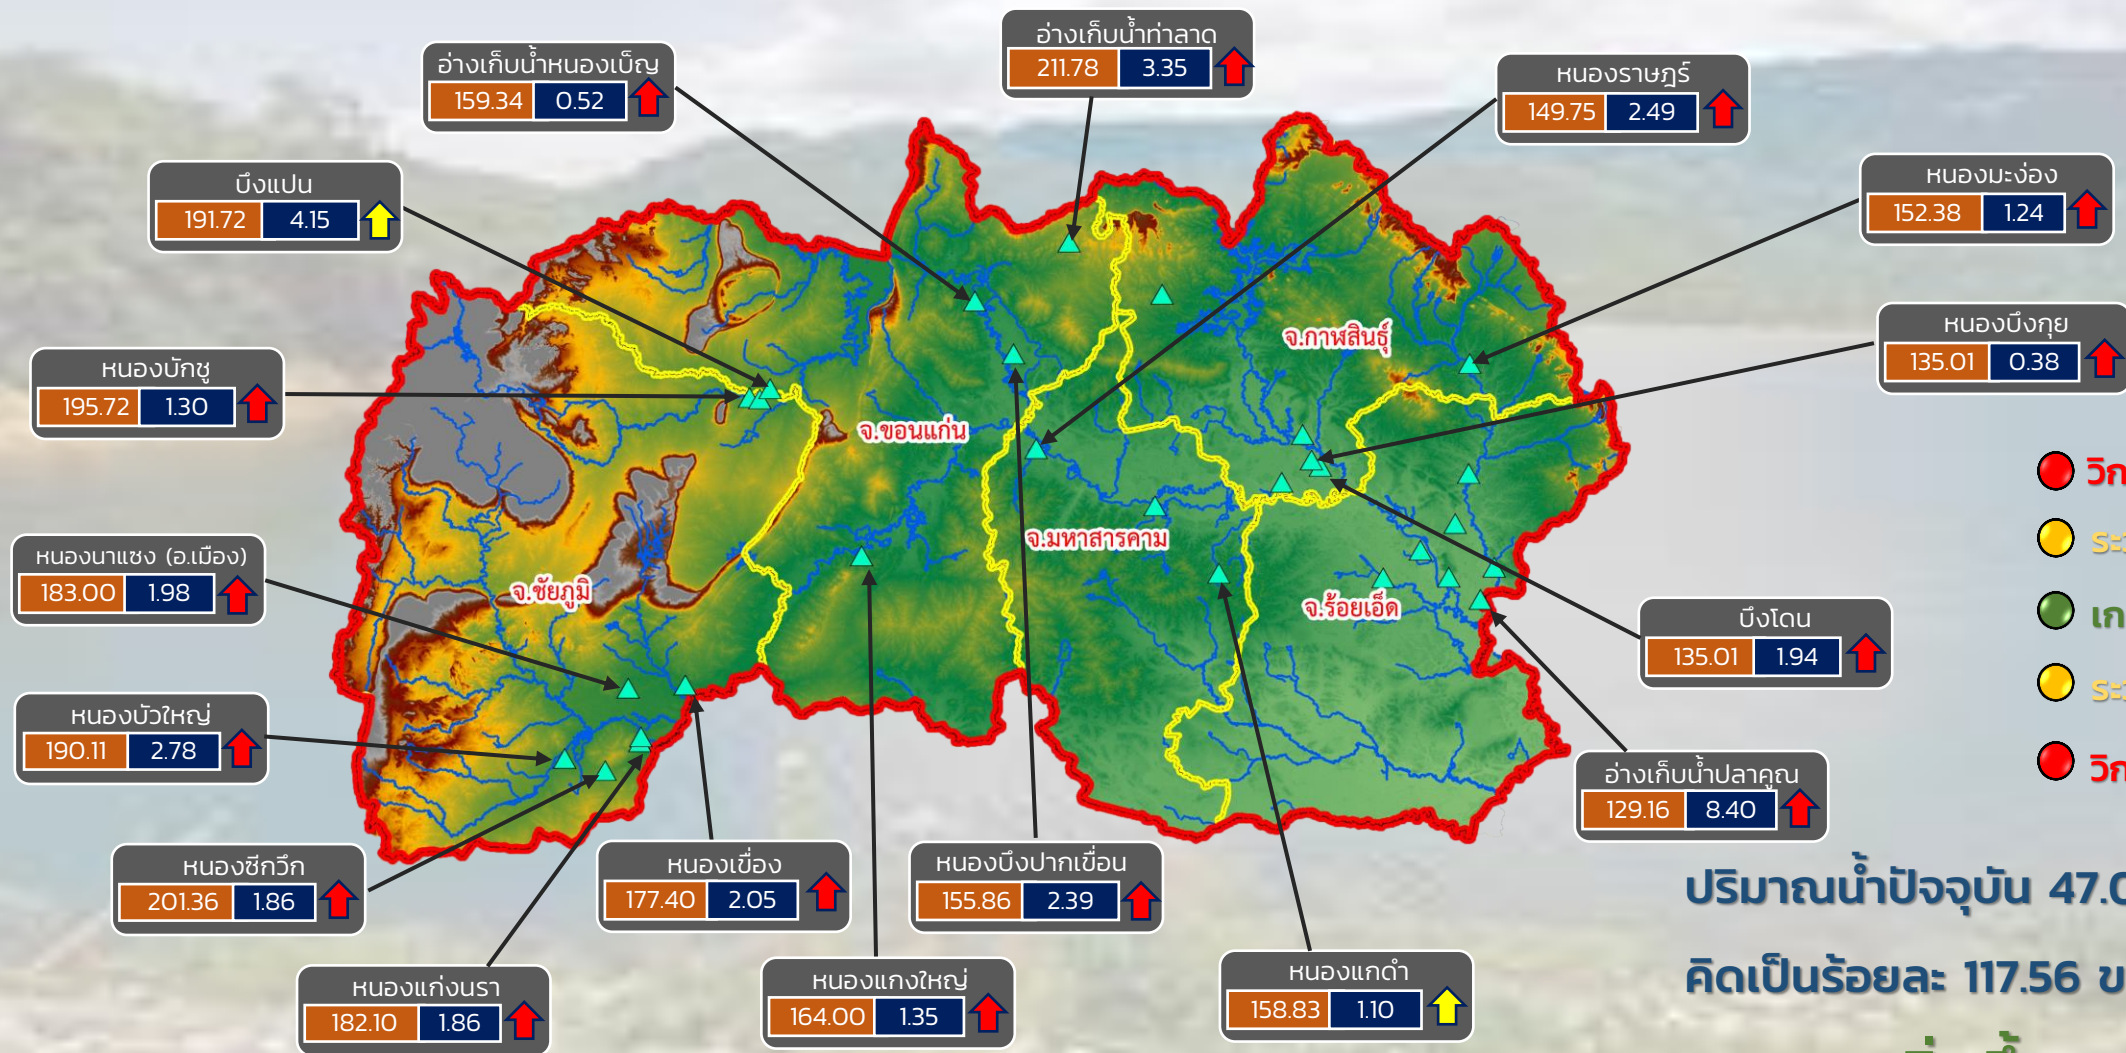 อ่างเก็บน้ำท่าลาด
211.78 3.35
อ่างเก็บน้ำหนองเบ็ญ
159.34 0.52
หนองราษฎร์
149.75 2.49
บึงแปน
191.72 4.15
หนองมะง่อง
152.38 1.24
หนองบึงกุย
135.01 0.38
หนองบักซู
195.72 1.30
จ.กาฬสินธุ์
จ.ขอนแก่น
จ.มหาสารคาม
จ.ชัยภูมิ
จ.ร้อยเอ็ด
หนองนาแซง (อ.เมือง)
183.00 1.98
บึงโดน
135.01 1.94
หนองบัวใหญ่
190.11 2.78
อ่างเก็บน้ำปลาคูณ
129.16 8.40
หนองซีกวึก
201.36 1.86
หนองเขื่อง
177.40 2.05
หนองบึงปากเขื่อน
155.86 2.39
หนองแก่งนรา
182.10 1.86
หนองแกงใหญ่
164.00 1.35
หนองแกดำ
158.83 1.10
ปริมาณน้ำปัจจุบัน 47.0
คิดเป็นร้อยละ 117.56 ข